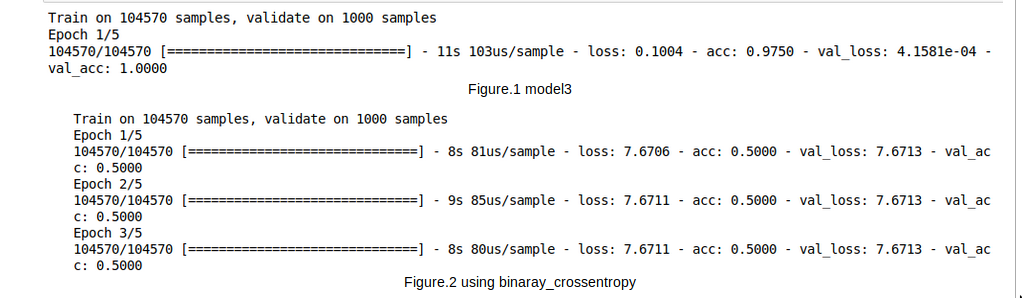 Train on 104570 samples, validate on 1000 samples
Epoch 1/5
104570/104570 [==============================] - 11s 103us/sample - loss: 0.1004 - acc: 0.9750 - val_loss: 4.1581e-04 -
val_acc: 1.0000
Figure.1 model3
Train on 104570 samples, validate on 1000 samples
Epoch 1/5
104570/104570 [==============================] - 8s 81us/sample - loss: 7.6706 - acc: 0.5000 - val_loss: 7.6713 - val_ac
c: 0.5000
Epoch 2/5
104570/104570 [==============================] - 9s 85us/sample - loss: 7.6711 - acc: 0.5000 - val_loss: 7.6713 - val_ac
c: 0.5000
Epoch 3/5
104570/104570 [==============================] - 8s 80us/sample - loss: 7.6711 - acc: 0.5000 - val_loss: 7.6713 - val_ac
c: 0.5000
Figure.2 using binaray_crossentropy